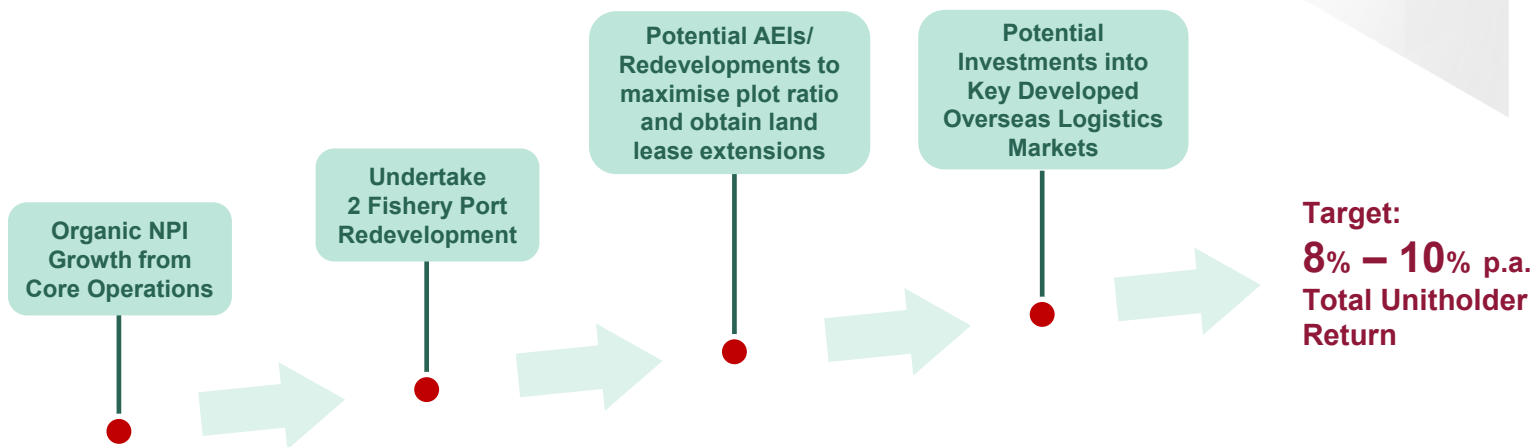 Organic NPI
Growth from
Core Operations
Undertake
2 Fishery Port
Redevelopment
Potential AEIs/
Redevelopments to
maximise plot ratio
and obtain land
lease extensions
Potential
Investments into
Key Developed
Overseas Logistics
Markets
Target:
8% – 10% p.a.
Total Unitholder
Return